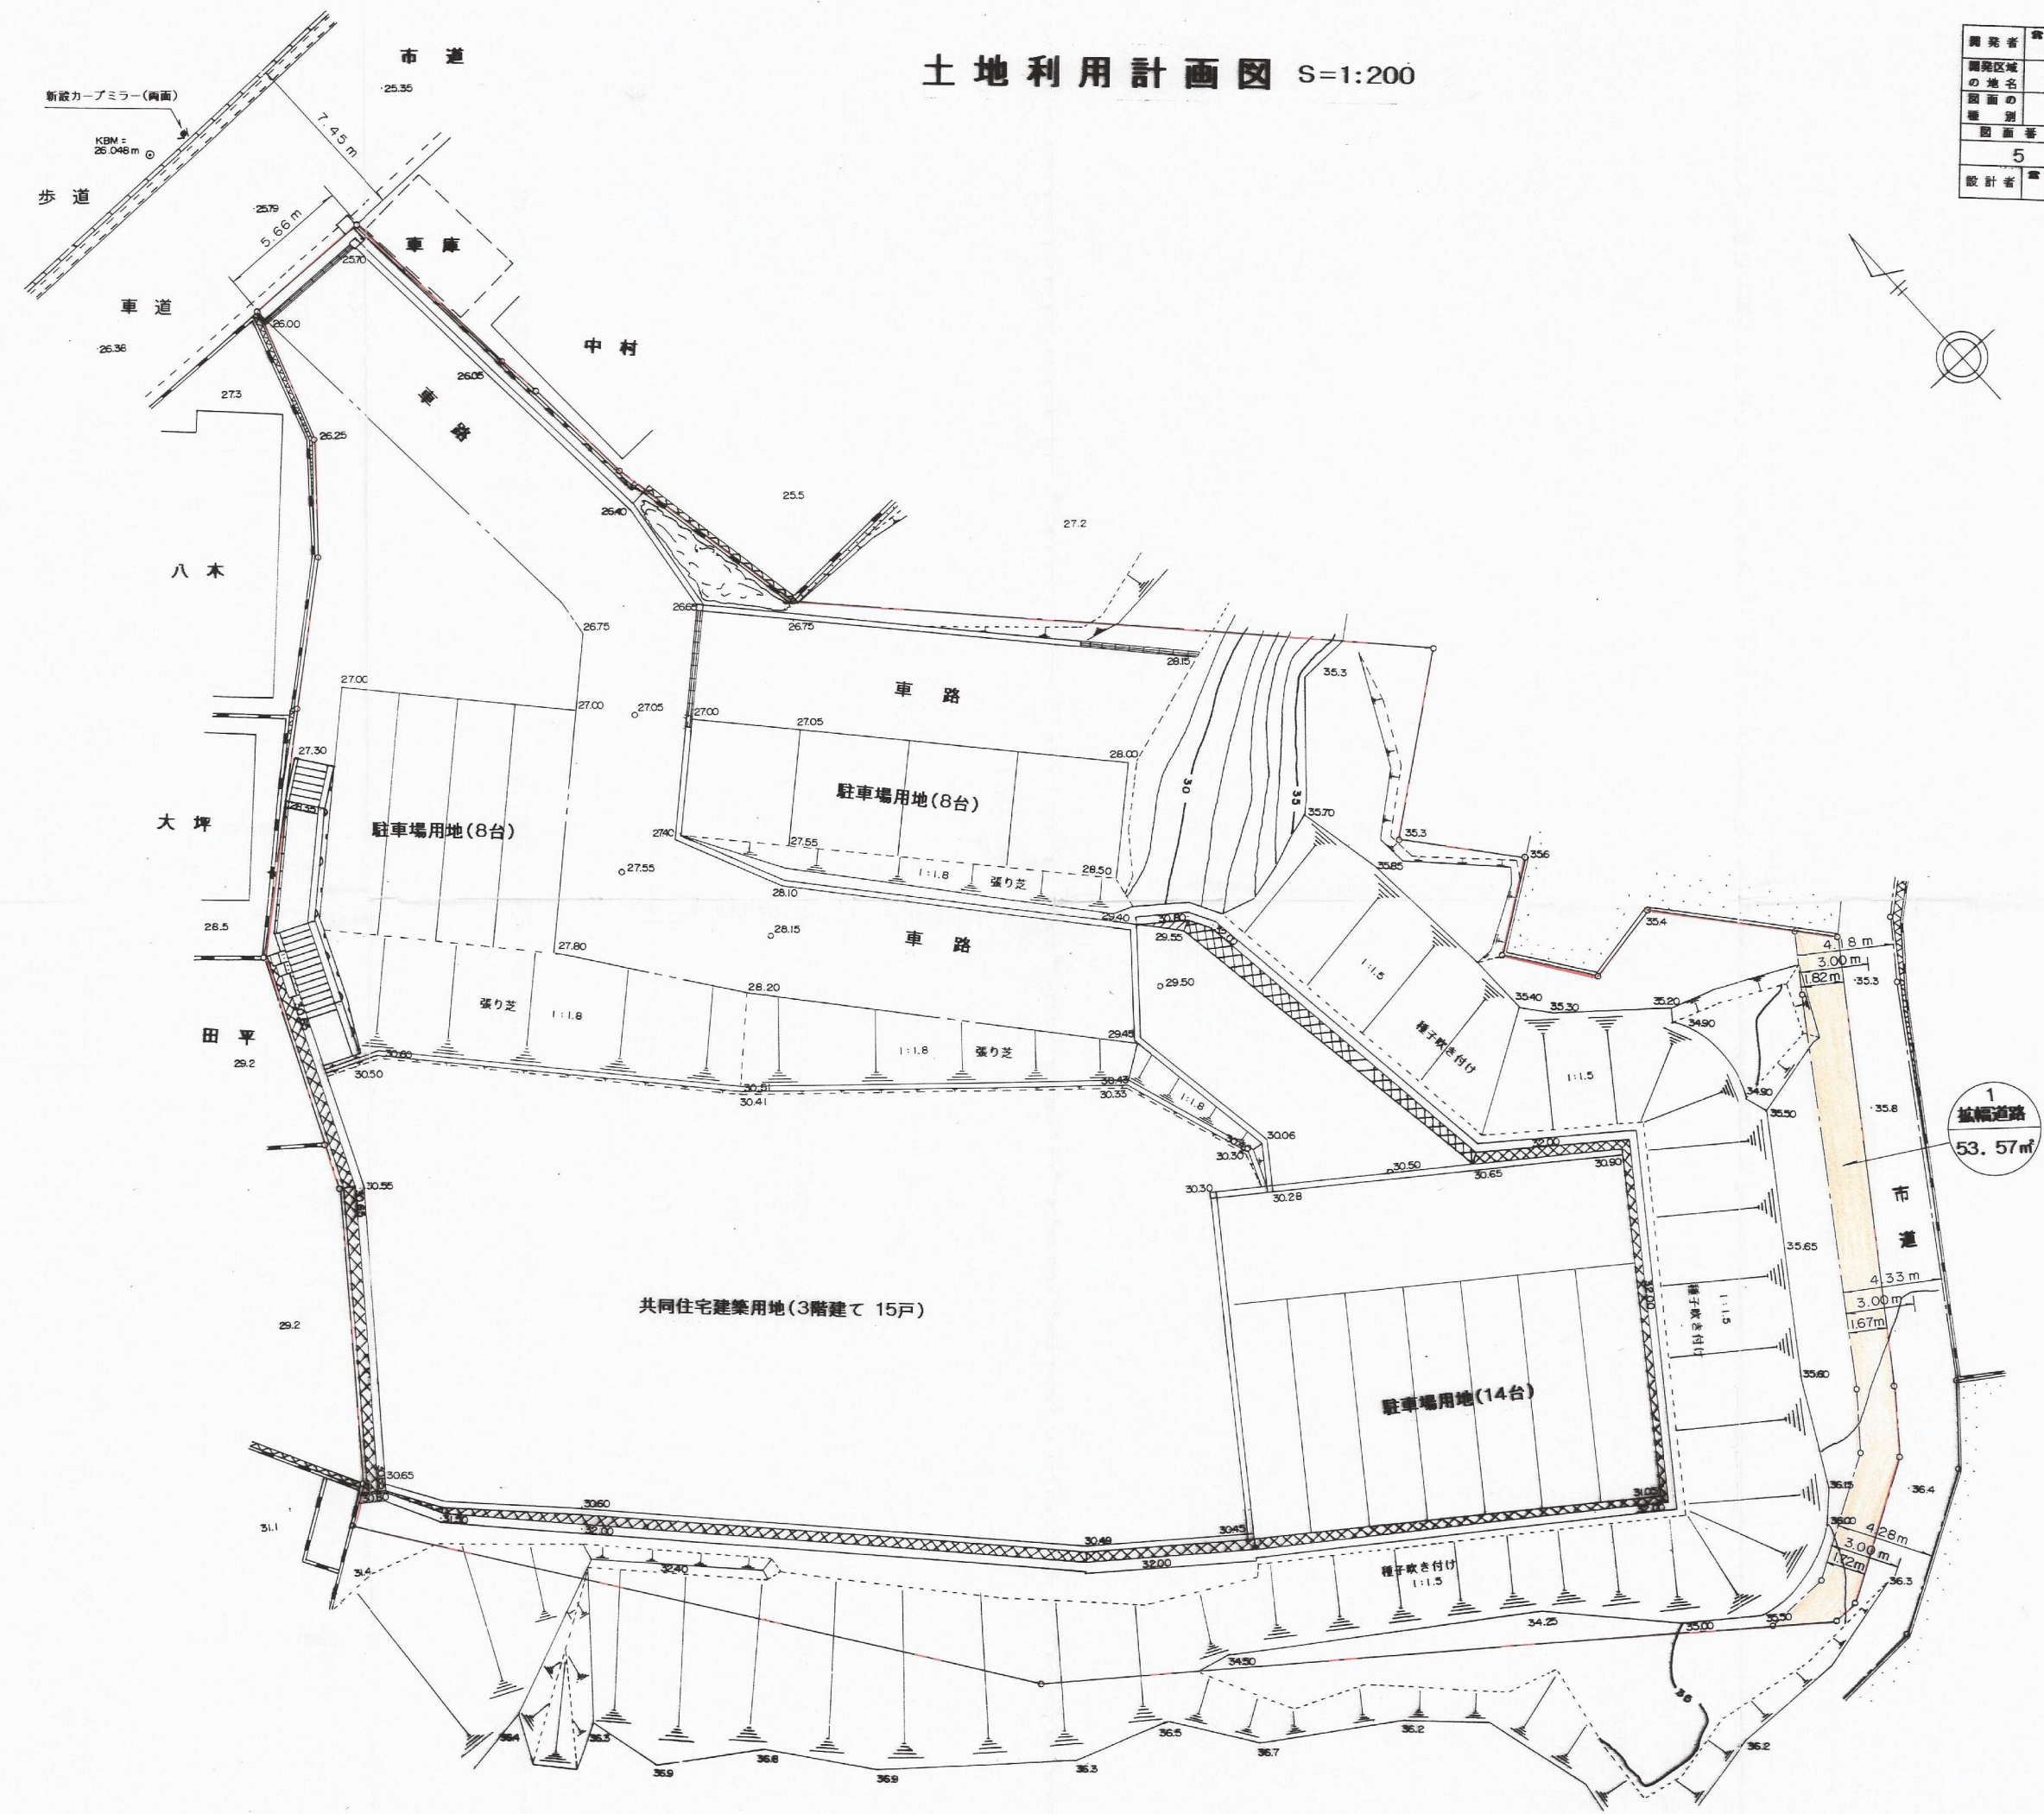 土地利用計画図 S=1:200
開発者
開発区域
の地名
図面の
種別
図面番
5
設計者
市道
25.35
新設カーブミラー(両面)
KBM=
26.048m
7.45m
歩道
25.79
5.66m
車庫
25.70
車道
26.00
26.36
中村
27.3
26.05
車路
26.25
25.5
26.40
27.2
八木
26.65
26.75
26.75
28.15
35.3
車路
27.00
27.00
27.05
27.00
27.05
28.00
27.30
28.35
30
35
駐車場用地(8台)
35.70
大坪
駐車場用地(8台)
27.40
27.55
35.3
35.6
35.85
27.55
1:1.8
張り芝
28.50
28.10
29.40
30.80
35.4
28.5
28.15
車路
29.55
27.80
4.18m
3.00m
1.82m
35.3
1:1.5
28.20
29.50
張り芝
1:1.8
35.40
35.30
35.20
34.90
田平
29.2
29.45
種子吹き付け
1:1.8
張り芝
30.60
30.50
30.51
30.41
30.43
30.33
1:1.8
1:1.5
34.90
35.50
35.8
1
拡幅道路
53.57㎡
30.06
30.30
32.00
30.50
30.65
30.90
30.55
30.65
30.30
30.28
市道
35.65
4.33m
3.00m
1.67m
32.00
種子吹き付け
1:1.5
共同住宅建築用地(3階建て 15戸)
29.2
35.60
駐車場用地(14台)
30.65
30.60
31.05
36.15
36.4
31.50
32.00
30.49
30.45
32.00
36.00
4.28m
3.00m
1.72m
31.1
31.4
32.40
32.00
種子吹き付け
1:1.5
36.3
34.25
35.00
35.50
34.50
36
36.4
36.3
36.9
36.8
36.9
36.3
36.5
36.7
36.2
36.2